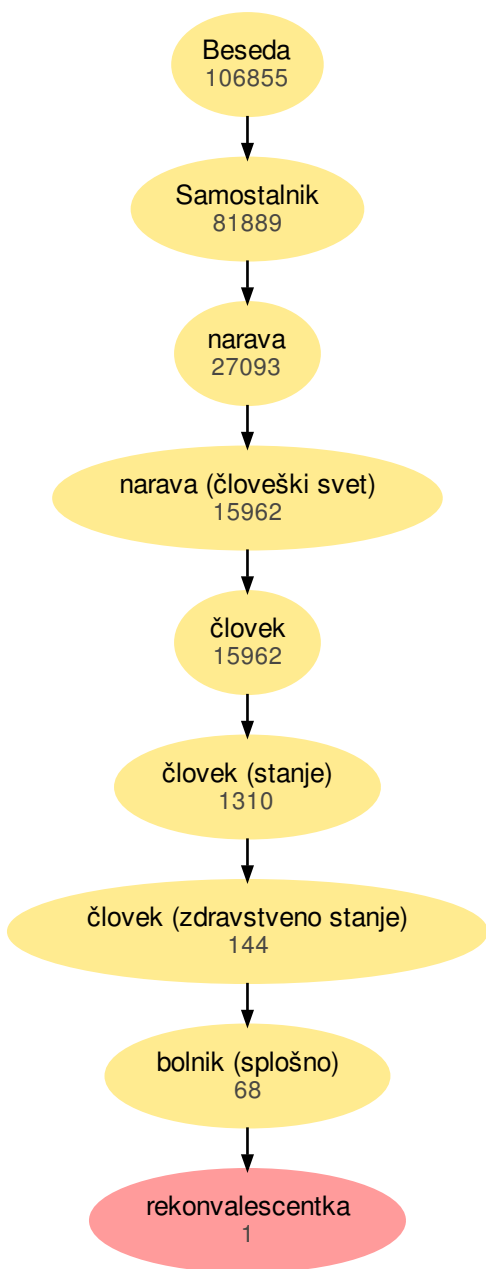 Beseda
106855
Samostalnik
81889
narava
27093
narava (človeški svet)
15962
človek
15962
človek (stanje)
1310
človek (zdravstveno stanje)
144
bolnik (splošno)
68
rekonvalescentka
1